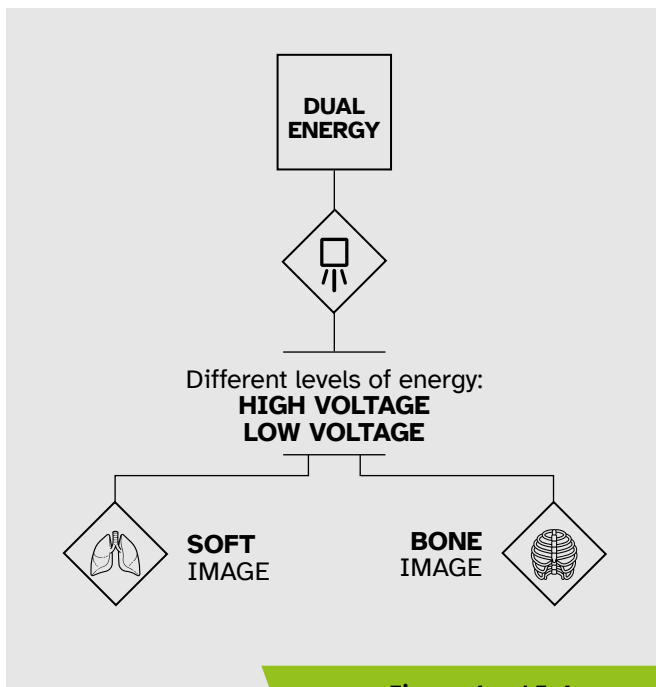 DUAL
ENERGY
Different levels of energy:
HIGH VOLTAGE
LOW VOLTAGE
SOFT
IMAGE
BONE
IMAGE